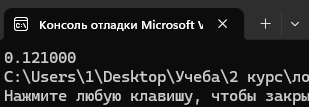 Консоль отладки Microsoft V
0.121000
C:\Users\1\Desktop\Учеба\2 курс\ло
Нажмите любую клавишу, чтобы закры